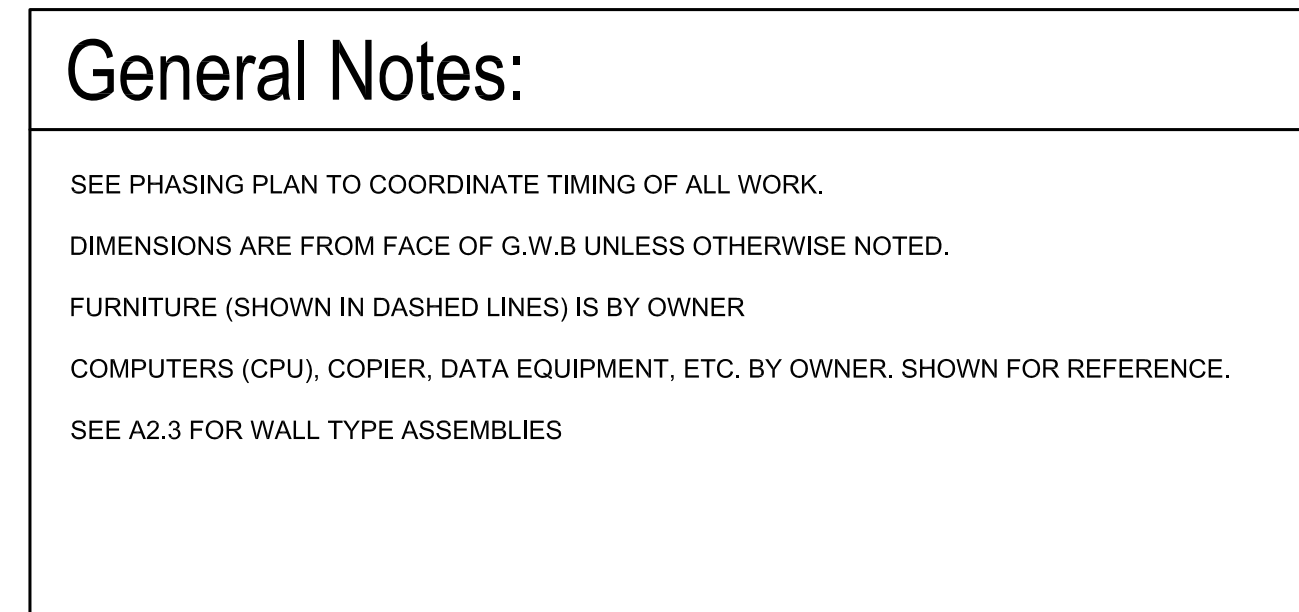 General Notes:
SEE PHASING PLAN TO COORDINATE TIMING OF ALL WORK.
DIMENSIONS ARE FROM FACE OF G.W.B UNLESS OTHERWISE NOTED.
FURNITURE (SHOWN IN DASHED LINES) IS BY OWNER
COMPUTERS (CPU), COPIER, DATA EQUIPMENT, ETC. BY OWNER. SHOWN FOR REFERENCE.
SEE A2.3 FOR WALL TYPE ASSEMBLIES